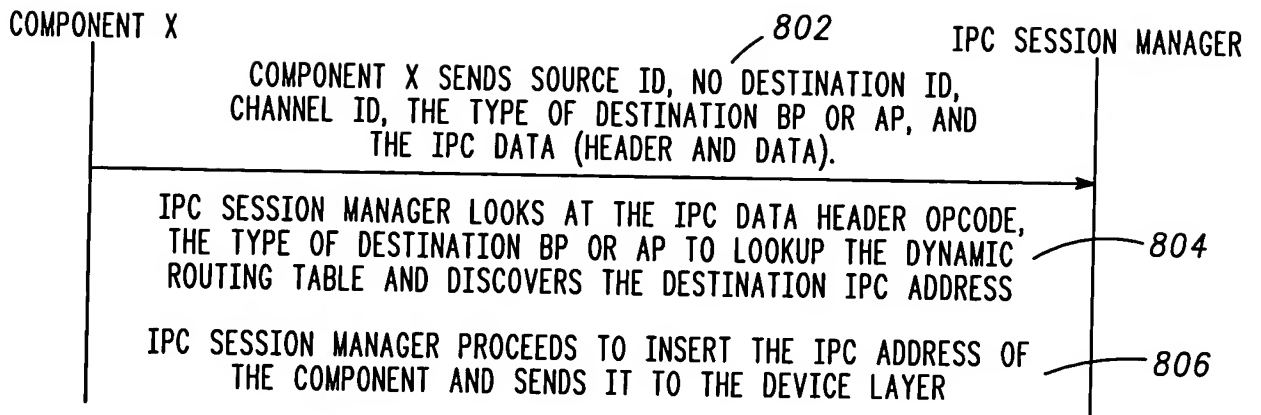 COMPONENT X
802
IPC SESSION MANAGER
COMPONENT X SENDS SOURCE ID, NO DESTINATION ID,
CHANNEL ID, THE TYPE OF DESTINATION BP OR AP, AND
THE IPC DATA (HEADER AND DATA).
IPC SESSION MANAGER LOOKS AT THE IPC DATA HEADER OPCODE,
THE TYPE OF DESTINATION BP OR AP TO LOOKUP THE DYNAMIC
804
ROUTING TABLE AND DISCOVERS THE DESTINATION IPC ADDRESS
IPC SESSION MANAGER PROCEEDS TO INSERT THE IPC ADDRESS OF
806
THE COMPONENT AND SENDS IT TO THE DEVICE LAYER